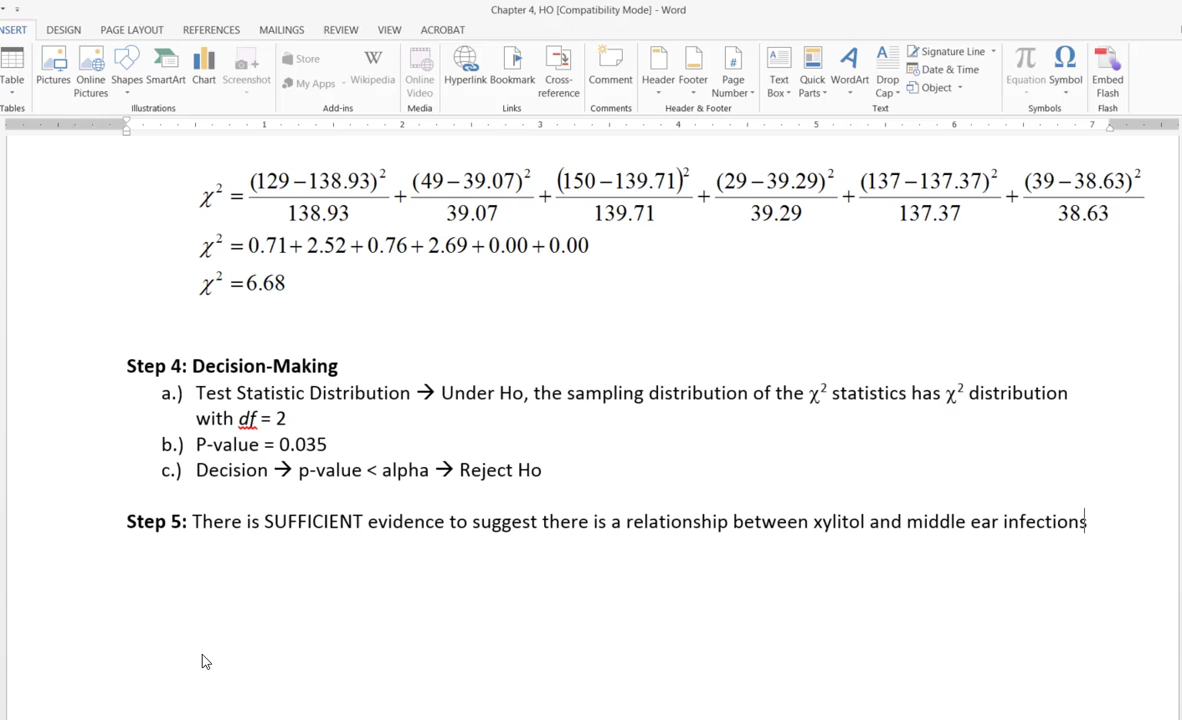 Chapter 4, HO [Compatibility Mode] - Word
INSERT DESIGN PAGE LAYOUT REFERENCES MAILINGS REVIEW VIEW ACROBAT
Table Pictures Online Pictures Shapes SmartArt Chart Screenshot Store My Apps Wikipedia Online Video Hyperlink Bookmark Cross-reference Comment Header Footer Page Number Text Box Quick Parts WordArt Drop Cap Signature Line Date & Time Object Equation Symbol Embed Flash
Tables Illustrations Add-ins Media Links Comments Header & Footer Text Symbols Flash
1 2 3 4 5 6 7
χ² = (129 – 138.93)² / 138.93 + (49 – 39.07)² / 39.07 + (150 – 139.71)² / 139.71 + (29 – 39.29)² / 39.29 + (137 – 137.37)² / 137.37 + (39 – 38.63)² / 38.63
χ² = 0.71 + 2.52 + 0.76 + 2.69 + 0.00 + 0.00
χ² = 6.68
Step 4: Decision-Making
a.) Test Statistic Distribution → Under Ho, the sampling distribution of the χ² statistics has χ² distribution
with df = 2
b.) P-value = 0.035
c.) Decision → p-value < alpha → Reject Ho
Step 5: There is SUFFICIENT evidence to suggest there is a relationship between xylitol and middle ear infections